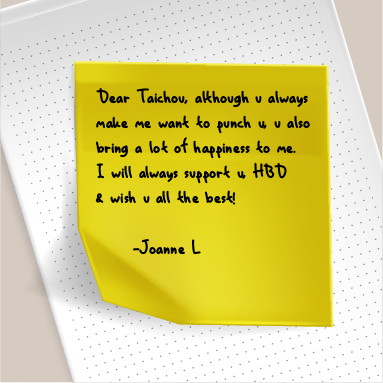 Dear Taichou, although u always
make me want to punch u, u also
bring a lot of happiness to me.
I will always support u, HBD
& wish u all the best!
-Joanne L